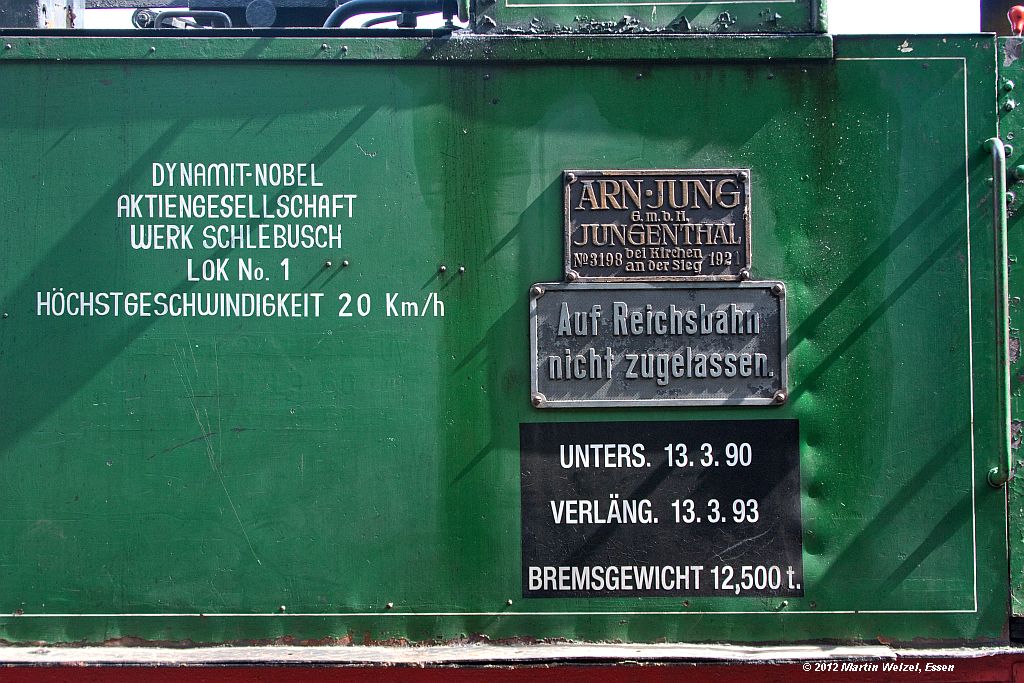 DYNAMIT-NOBEL
AKTIENGESELLSCHAFT
WERK SCHLEBUSCH
LOK No. 1
HÖCHSTGESCHWINDIGKEIT 20 Km/h
ARN·JUNG
G.m.b.H.
JUNGENTHAL
bei Kirchen
No 3198 an der Sieg 1921
Auf Reichsbahn
nicht zugelassen.
UNTERS. 13. 3. 90
VERLÄNG. 13. 3. 93
BREMSGEWICHT 12,500 t.
© 2012 Martin Welzel, Essen